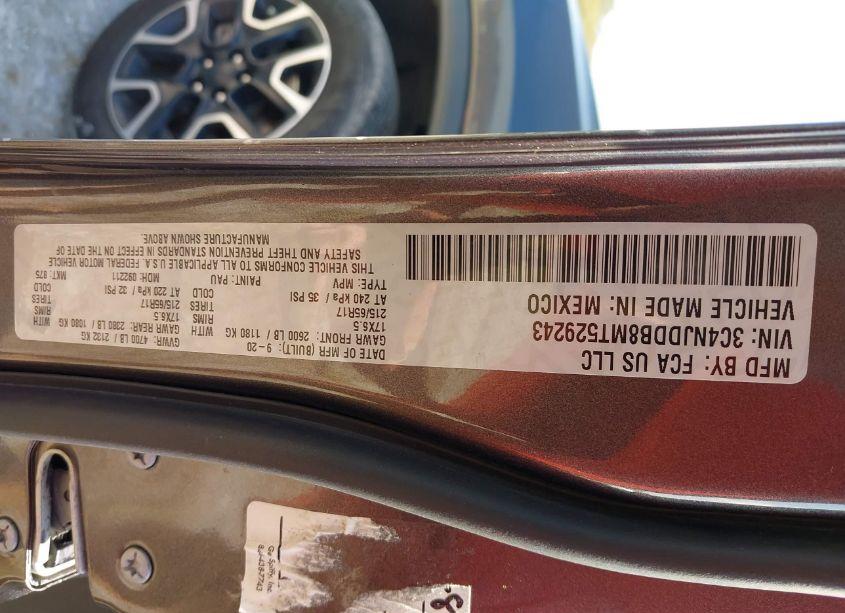 MFD BY: FCA US LLC
VIN: 3C4NJDDB8MT529243
VEHICLE MADE IN: MEXICO
DATE OF MFR (BUILT): 9 - 20
GVWR: 4700 LB / 2132 KG
GAWR FRONT: 2600 LB / 1180 KG
GAWR REAR: 2380 LB / 1080 KG
WITH
17X6.5
RIMS
WITH
17X6.5
RIMS
215/65R17
TIRES
215/65R17
TIRES
AT 240 kPa / 35 PSI
COLD
AT 220 kPa / 32 PSI
COLD
TYPE: MPV
PAINT: PAU
MDH: 092211
MKT: 875
THIS VEHICLE CONFORMS TO ALL APPLICABLE U.S.A. FEDERAL MOTOR VEHICLE
SAFETY AND THEFT PREVENTION STANDARDS IN EFFECT ON THE DATE OF
MANUFACTURE SHOWN ABOVE.